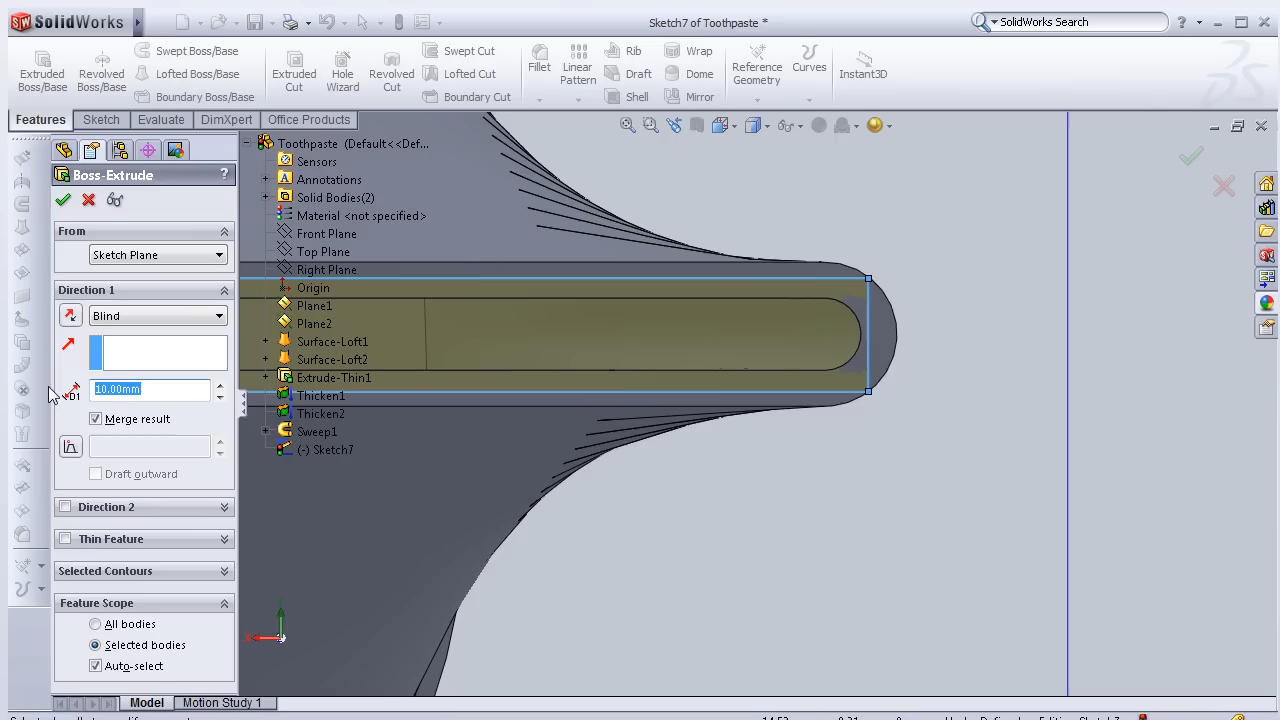 SolidWorks
Sketch7 of Toothpaste *
SolidWorks Search
Extruded Boss/Base
Revolved Boss/Base
Swept Boss/Base
Lofted Boss/Base
Boundary Boss/Base
Extruded Cut
Hole Wizard
Revolved Cut
Swept Cut
Lofted Cut
Boundary Cut
Fillet
Linear Pattern
Rib
Draft
Shell
Wrap
Dome
Mirror
Reference Geometry
Curves
Instant3D
Features
Sketch
Evaluate
DimXpert
Office Products
Boss-Extrude
?
From
Sketch Plane
Direction 1
Blind
10.00mm
Merge result
Draft outward
Direction 2
Thin Feature
Selected Contours
Feature Scope
All bodies
Selected bodies
Auto-select
Toothpaste (Default<<Def...
Sensors
Annotations
Solid Bodies(2)
Material <not specified>
Front Plane
Top Plane
Right Plane
Origin
Plane1
Plane2
Surface-Loft1
Surface-Loft2
Extrude-Thin1
Thicken1
Thicken2
Sweep1
(-) Sketch7
Model
Motion Study 1